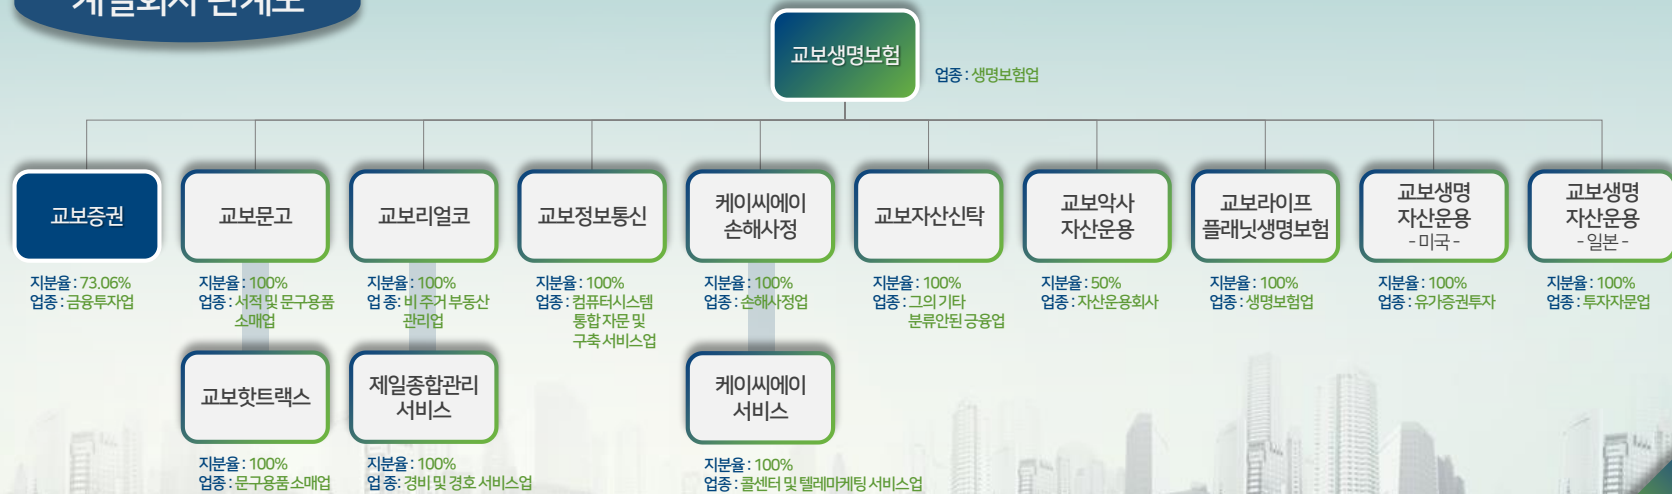 계열회사 관계도
교보생명보험
업종 : 생명보험업
교보증권
지분율 : 73.06%
업종 : 금융투자업
교보문고
지분율 : 100%
업종 : 서적 및 문구용품
소매업
교보리얼코
지분율 : 100%
업 종: 비 주거 부동산
관리업
교보정보통신
지분율 : 100%
업종 : 컴퓨터시스템
통합 자문 및
구축 서비스업
케이씨에이
손해사정
지분율 : 100%
업종 : 손해사정업
교보자산신탁
지분율 : 100%
업종 : 그외 기타
분류안된 금융업
교보악사
자산운용
지분율 : 50%
업종 : 자산운용회사
교보라이프
플래닛생명보험
지분율 : 100%
업종 : 생명보험업
교보생명
자산운용
- 미국 -
지분율 : 100%
업종 : 유가증권투자
교보생명
자산운용
- 일본 -
지분율 : 100%
업종 : 투자자문업
교보핫트랙스
지분율 : 100%
업종 : 문구용품 소매업
제일종합관리
서비스
지분율 : 100%
업 종: 경비 및 경호 서비스업
케이씨에이
서비스
지분율 : 100%
업종 : 콜센터 및 텔레마케팅 서비스업